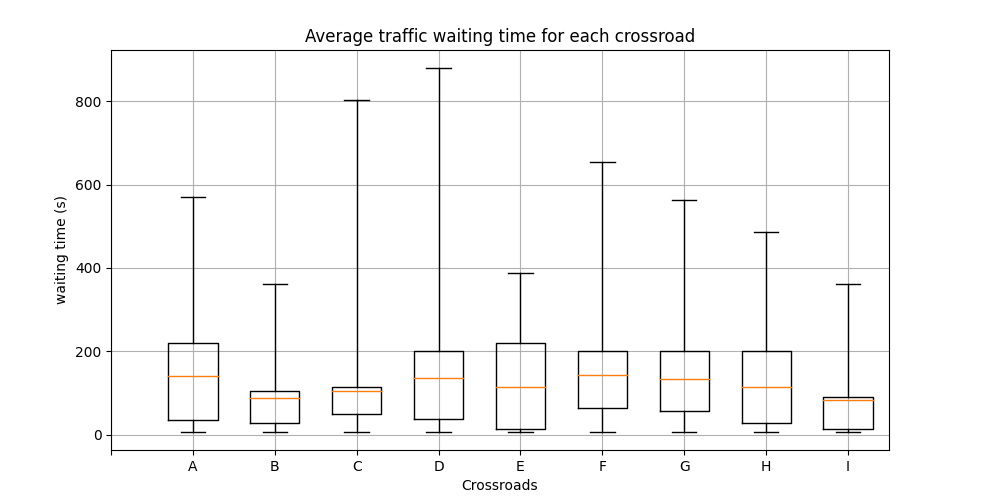 Average traffic waiting time for each crossroad
800
600
400
200
0
waiting time (s)
A B C D E F G H I
Crossroads